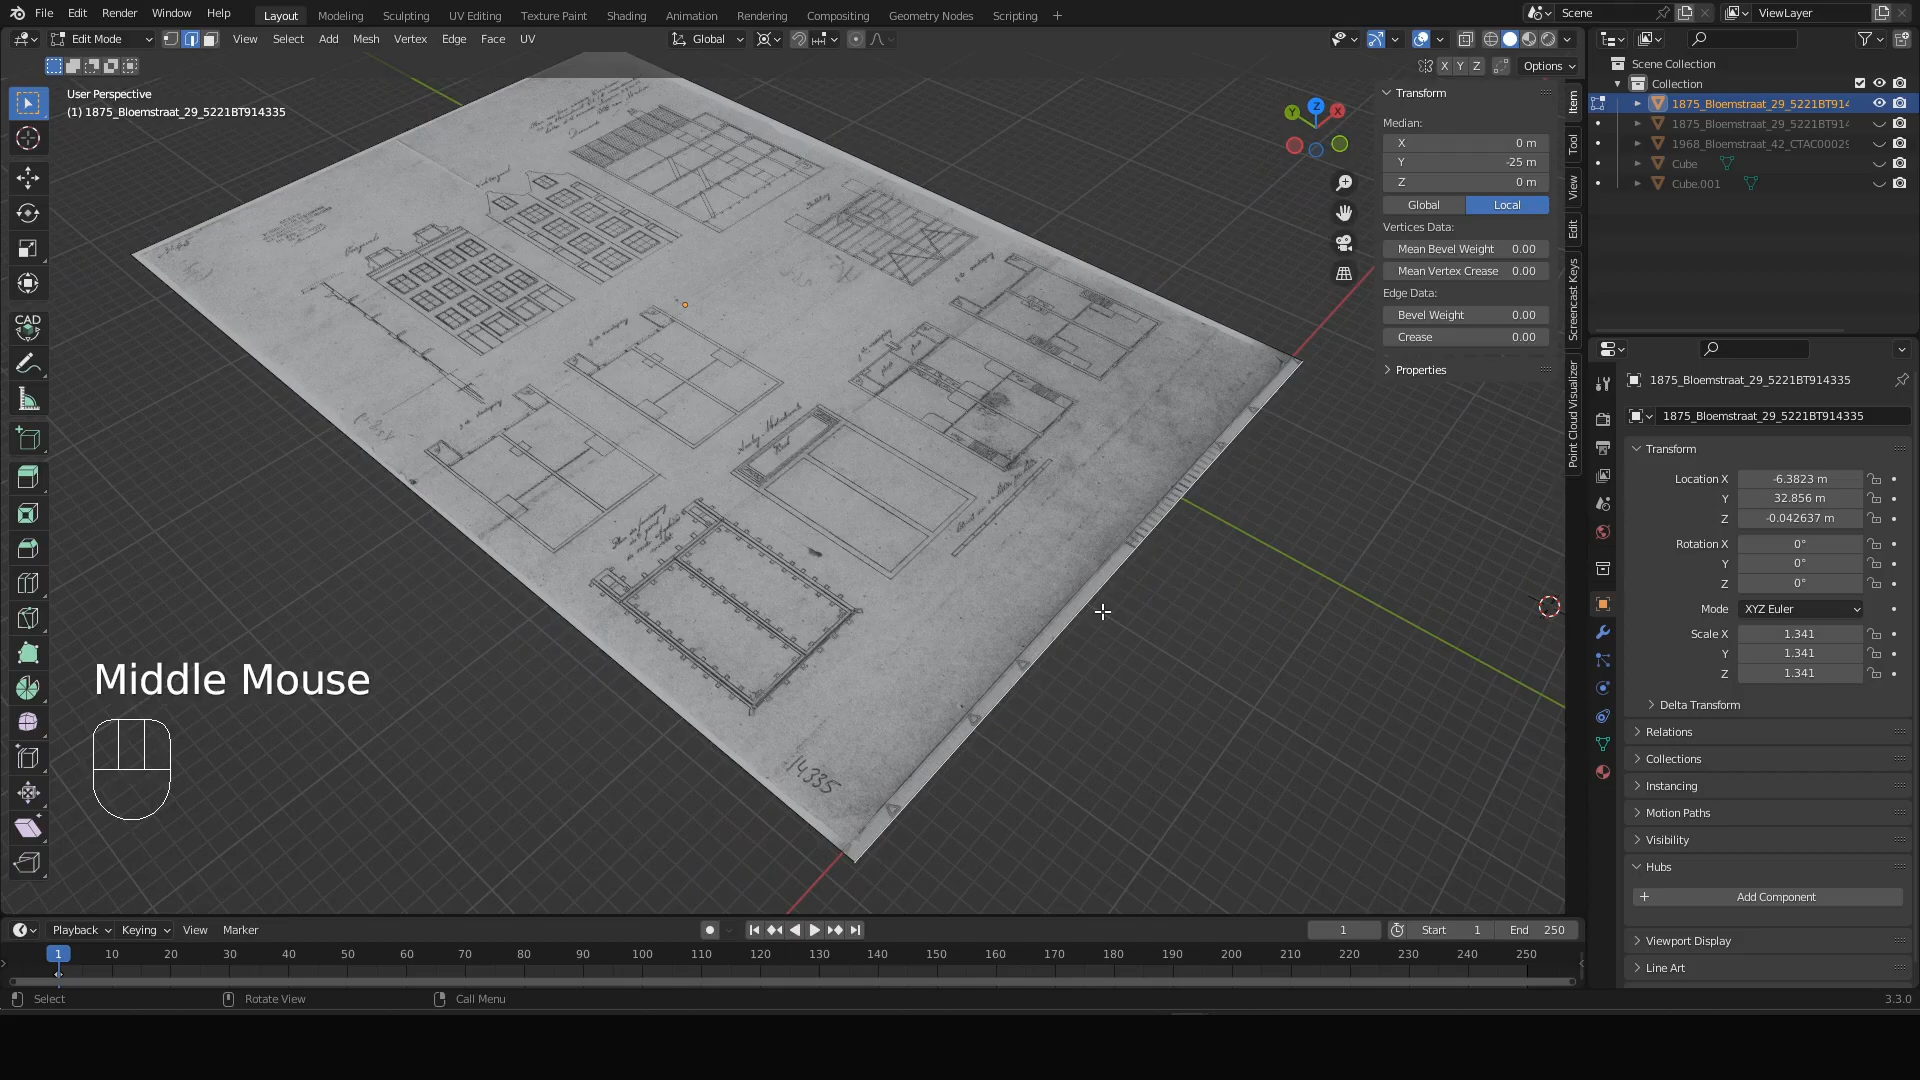 File Edit Render Window Help
Layout Modeling Sculpting UV Editing Texture Paint Shading Animation Rendering Compositing Geometry Nodes Scripting
Scene ViewLayer
Edit Mode View Select Add Mesh Vertex Edge Face UV
Global
X Y Z Options
User Perspective
(1) 1875_Bloemstraat_29_5221BT914335
Transform
Median:
X 0 m
Y -25 m
Z 0 m
Global Local
Vertices Data:
Mean Bevel Weight 0.00
Mean Vertex Crease 0.00
Edge Data:
Bevel Weight 0.00
Crease 0.00
Properties
Item
Tool
View
Edit
Screencast Keys
Point Cloud Visualizer
Z Y X
CAD
14335
Middle Mouse
Scene Collection
Collection
1875_Bloemstraat_29_5221BT914
1875_Bloemstraat_29_5221BT914
1968_Bloemstraat_42_CTAC00029
Cube
Cube.001
1875_Bloemstraat_29_5221BT914335
1875_Bloemstraat_29_5221BT914335
Transform
Location X -6.3823 m
Y 32.856 m
Z -0.042637 m
Rotation X 0°
Y 0°
Z 0°
Mode XYZ Euler
Scale X 1.341
Y 1.341
Z 1.341
Delta Transform
Relations
Collections
Instancing
Motion Paths
Visibility
Hubs
Add Component
Viewport Display
Line Art
Playback Keying View Marker
1 Start 1 End 250
1 10 20 30 40 50 60 70 80 90 100 110 120 130 140 150 160 170 180 190 200 210 220 230 240 250
Select Rotate View Call Menu
3.3.0